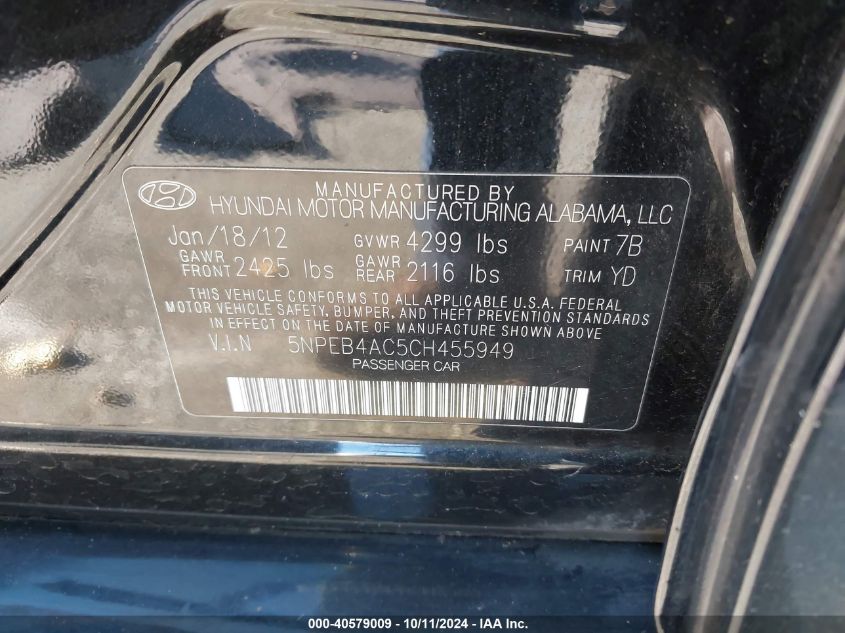 MANUFACTURED BY
HYUNDAI MOTOR MANUFACTURING ALABAMA, LLC
Jan/18/12 GVWR 4299 lbs PAINT 7B
GAWR FRONT 2425 lbs GAWR REAR 2116 lbs TRIM YD
THIS VEHICLE CONFORMS TO ALL APPLICABLE U.S.A. FEDERAL
MOTOR VEHICLE SAFETY, BUMPER, AND THEFT PREVENTION STANDARDS
IN EFFECT ON THE DATE OF MANUFACTURE SHOWN ABOVE
V.I.N 5NPEB4AC5CH455949
PASSENGER CAR
000-40579009 - 10/11/2024 - © IAA Inc.